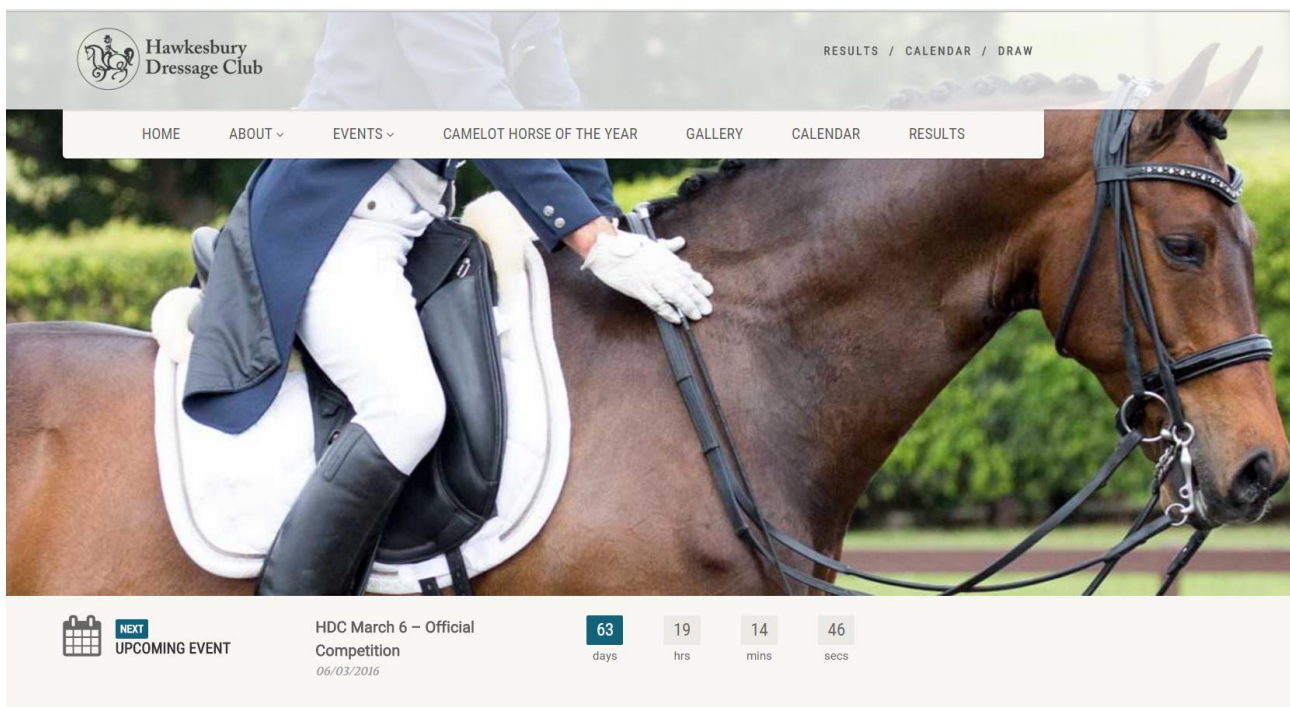 Hawkesbury
Dressage Club
RESULTS / CALENDAR / DRAW
HOME ABOUT EVENTS CAMELOT HORSE OF THE YEAR GALLERY CALENDAR RESULTS
NEXT
UPCOMING EVENT
HDC March 6 – Official
Competition
06/03/2016
63 19 14 46
days hrs mins secs